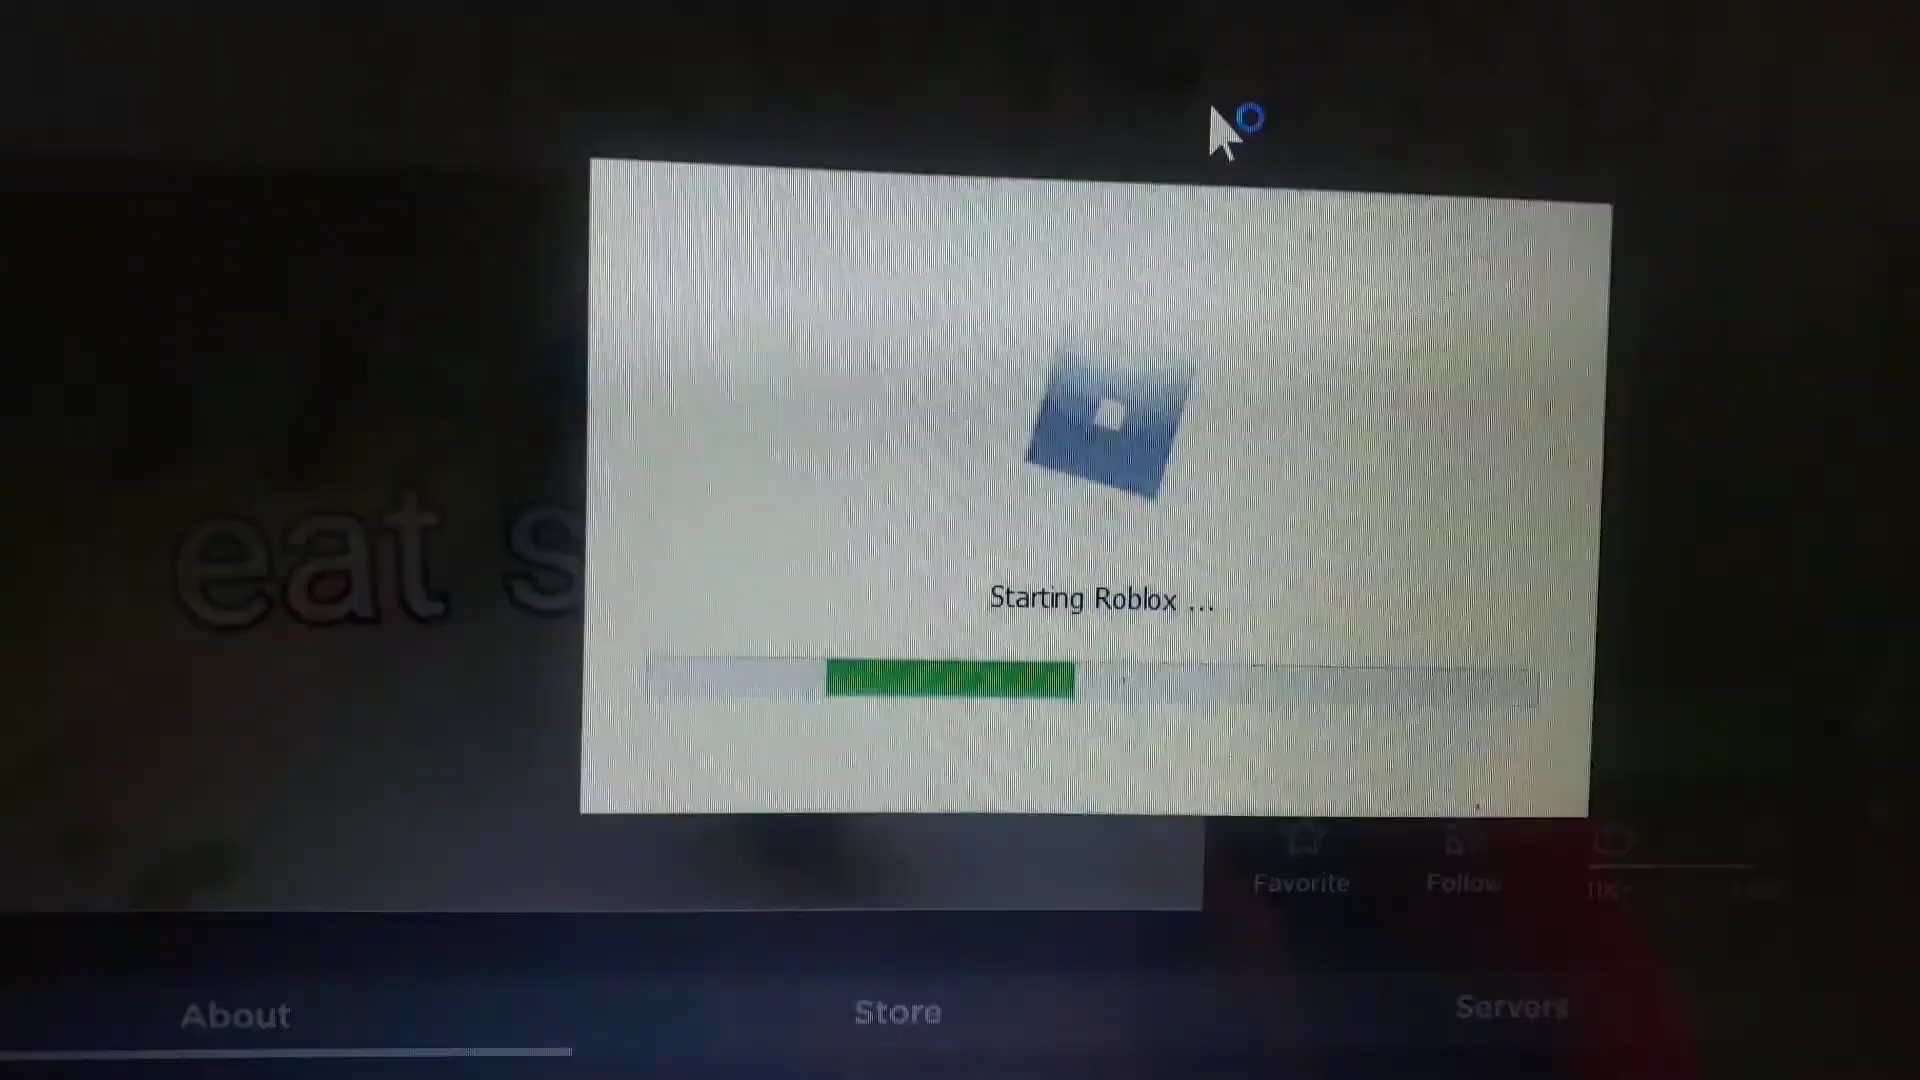 eat s
Starting Roblox ...
Favorite
Follow
About
Store
Servers